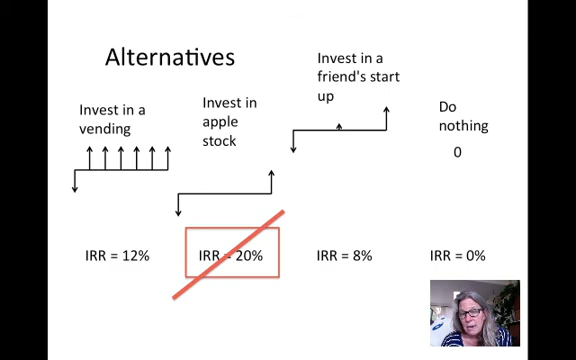 Alternatives
Invest in a
vending
Invest in
apple
stock
Invest in a
friend's start
up
Do
nothing
0
IRR = 12%
IRR = 20%
IRR = 8%
IRR = 0%